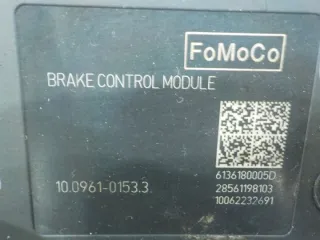 FoMoCo
BRAKE CONTROL MODULE
6136180005D
10.0961-0153.3
28561198103
10062232691